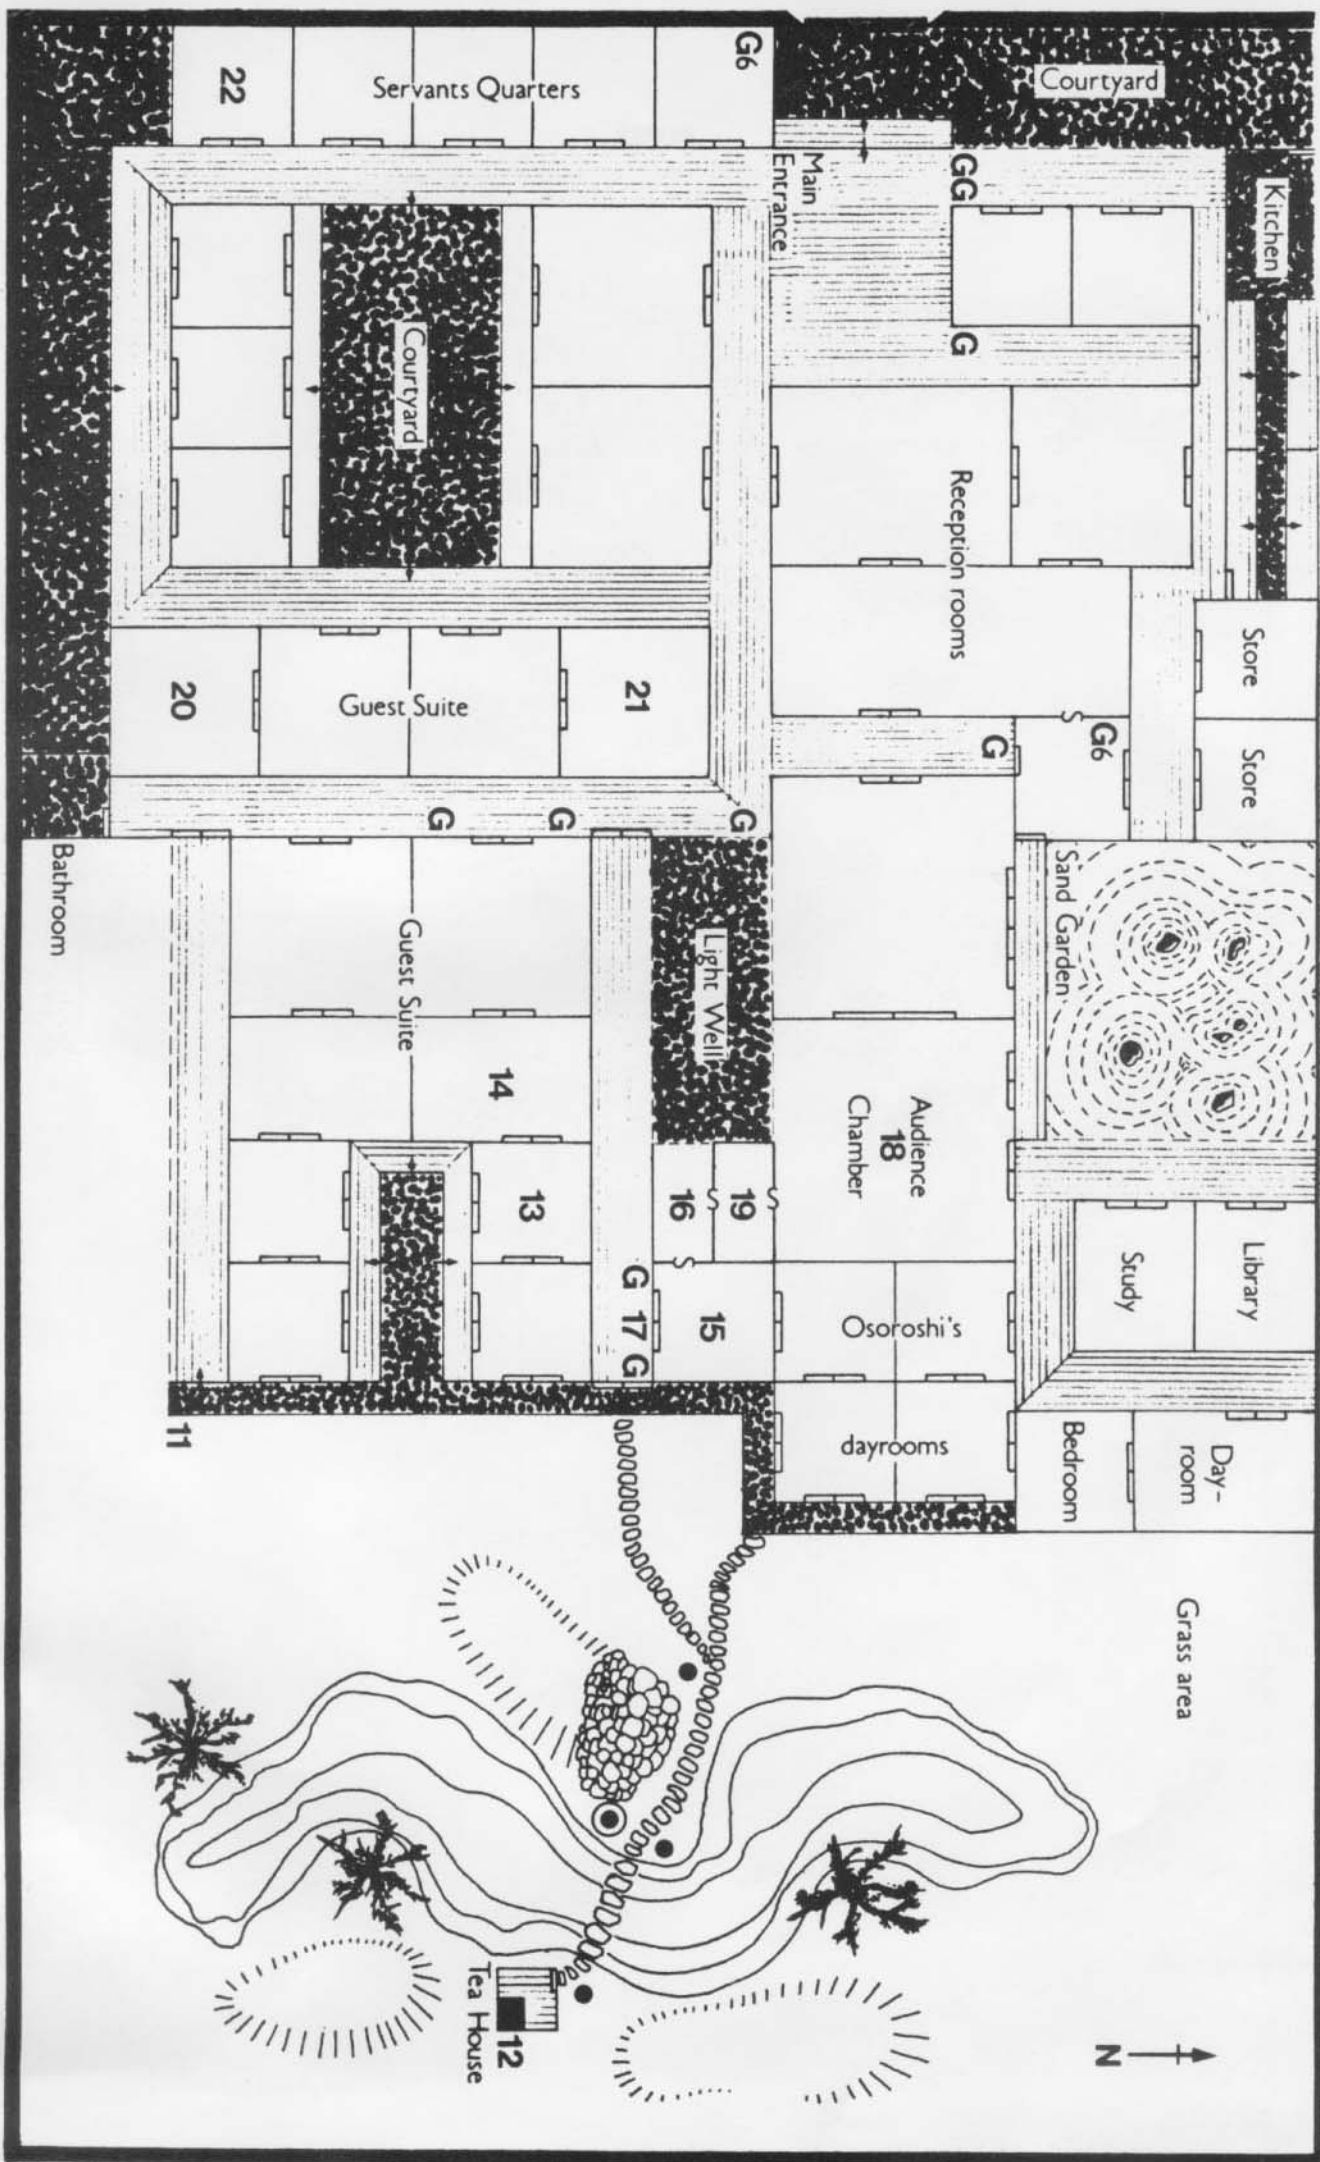 22
Servants Quarters
G6
Courtyard
Main
Entrance
GG
Kitchen
G
Courtyard
Reception rooms
Store
20
Guest Suite
21
G
G6
Store
G
G
G
Bathroom
Guest Suite
Light Well
Sand Garden
14
Audience
18
Chamber
13
16
19
G
17
G
15
Osoroshi's
Study
Library
11
dayrooms
Bedroom
Day-
room
Grass area
Tea House
12
N